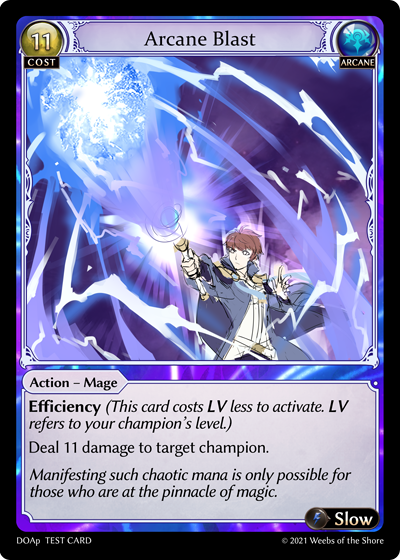 11
COST
Arcane Blast
ARCANE
Action – Mage
Efficiency (This card costs LV less to activate. LV
refers to your champion's level.)
Deal 11 damage to target champion.
Manifesting such chaotic mana is only possible for
those who are at the pinnacle of magic.
Slow
DOAp TEST CARD
© 2021 Weebs of the Shore